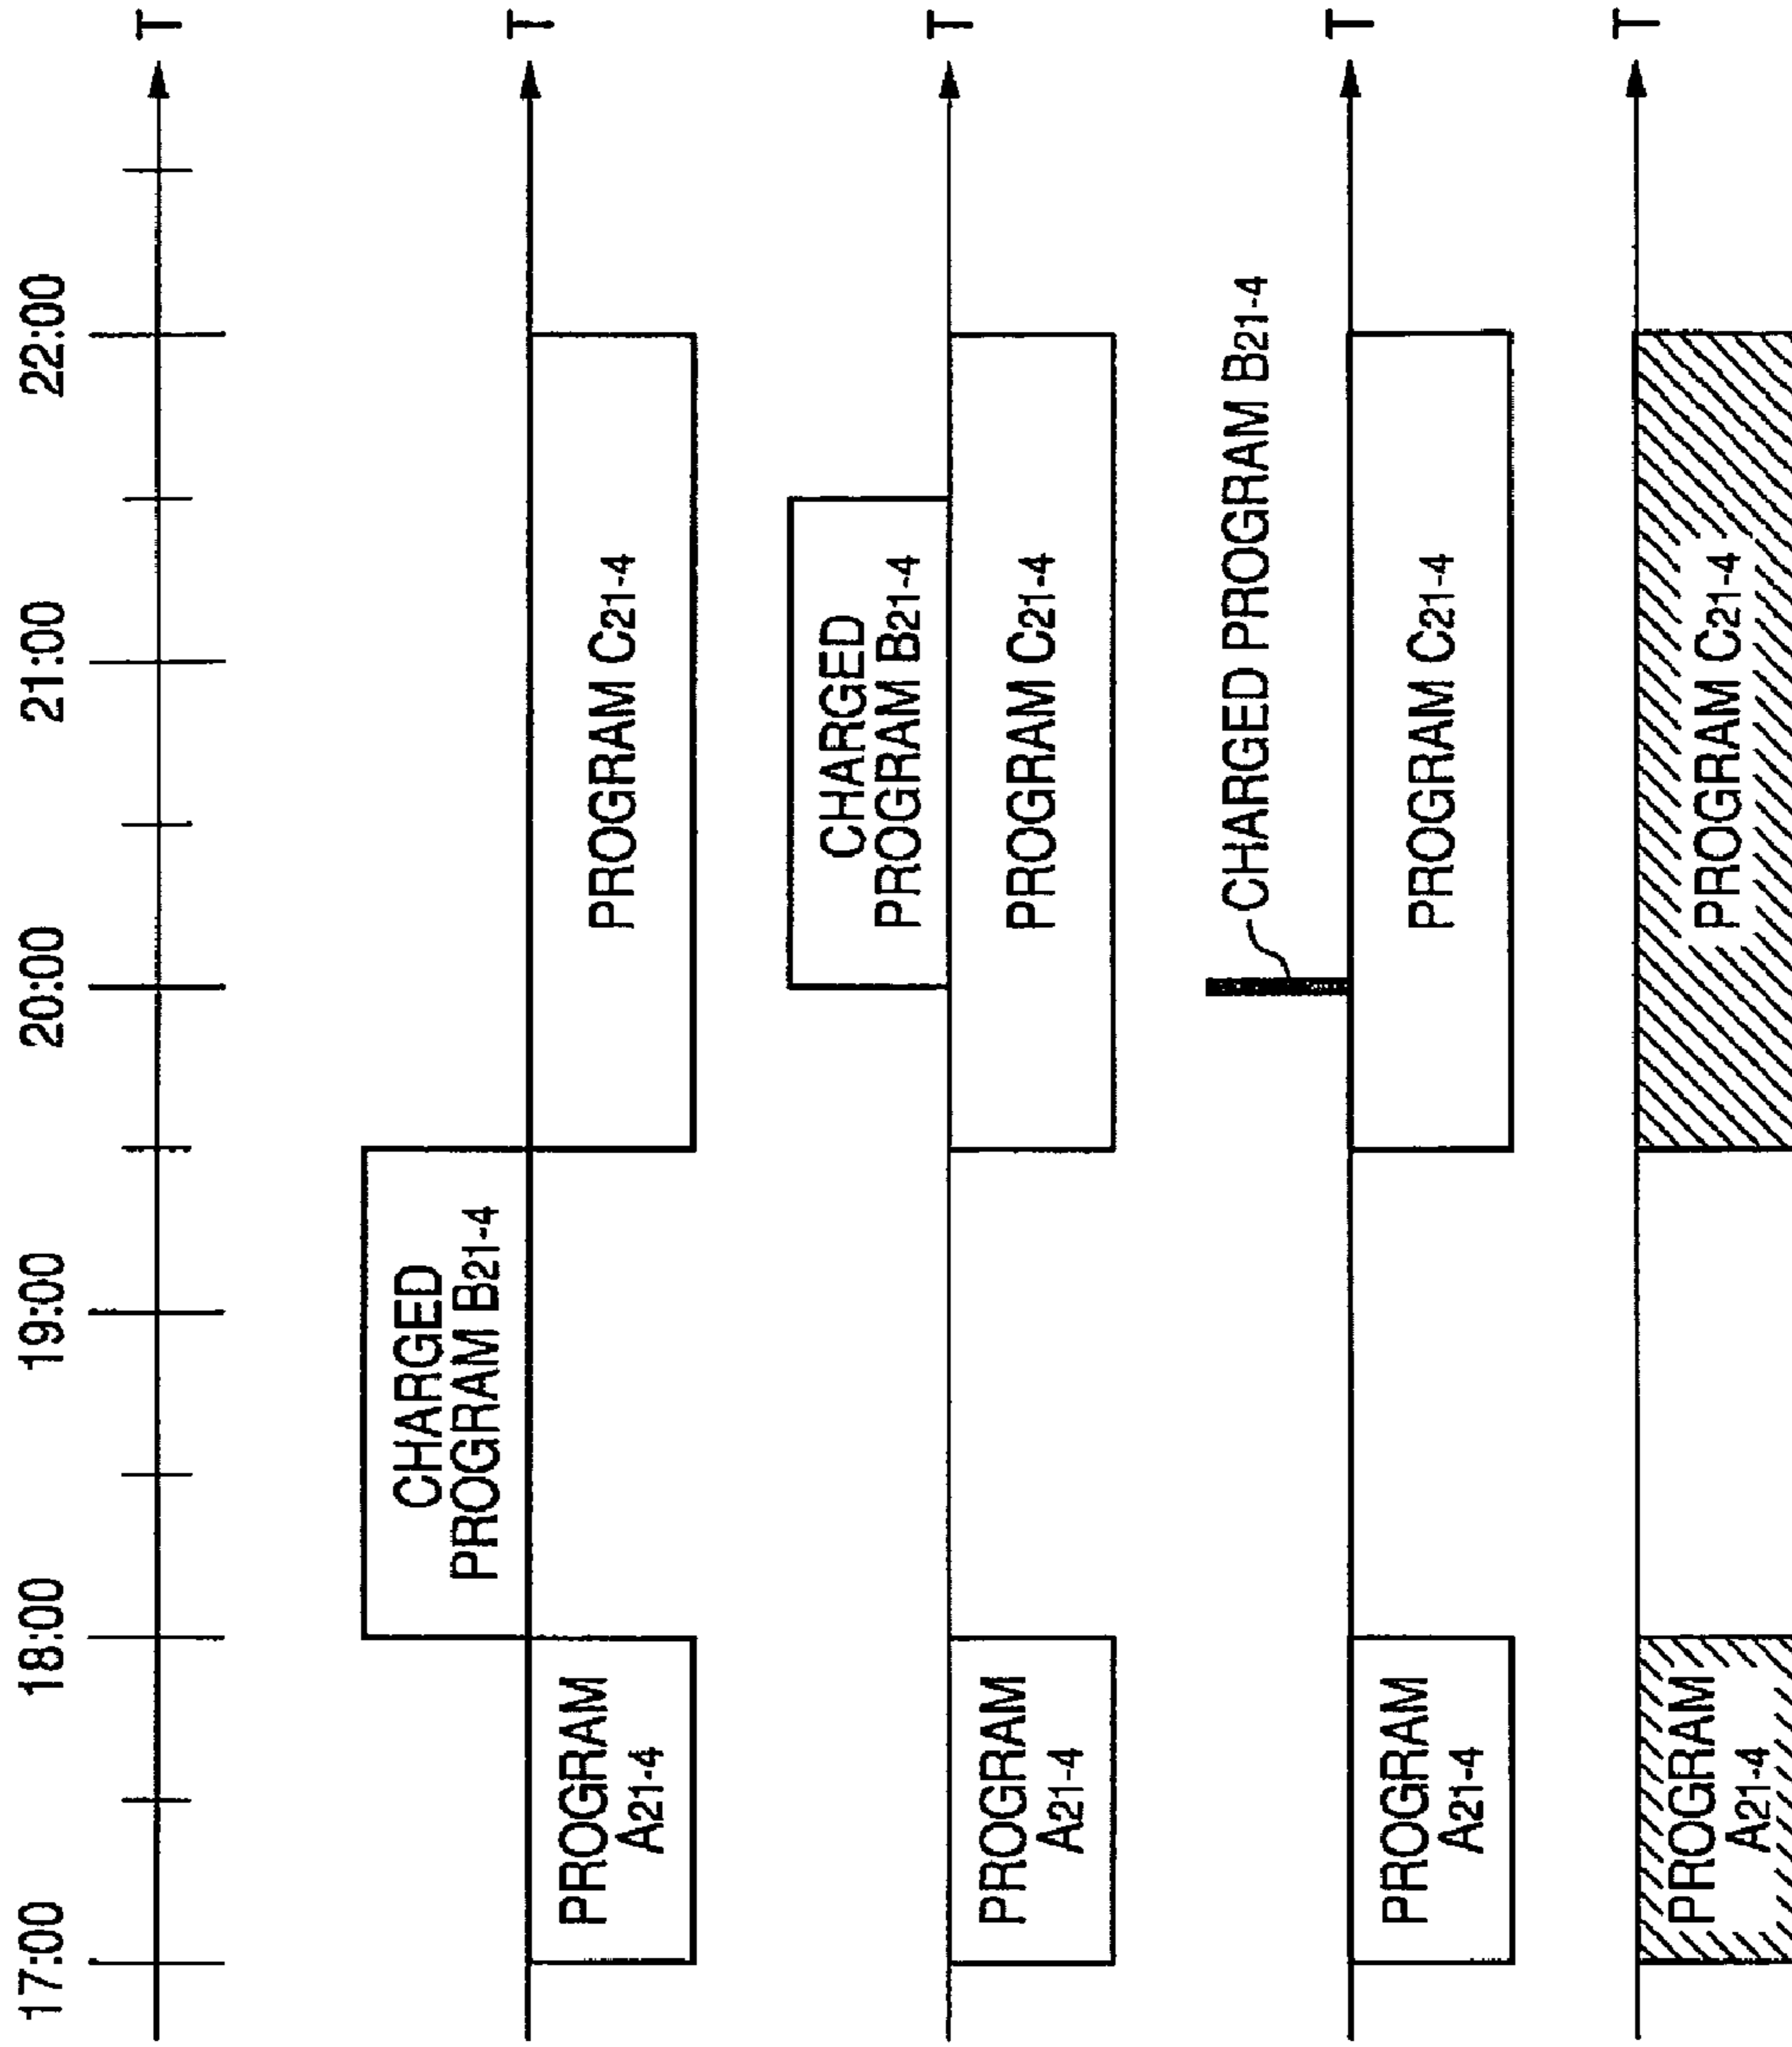 17:00 18:00 19:00 20:00 21:00 22:00
T
CHARGED
PROGRAM B21-4
PROGRAM
A21-4
PROGRAM C21-4
T
CHARGED
PROGRAM B21-4
PROGRAM
A21-4
PROGRAM C21-4
T
CHARGED PROGRAM B21-4
PROGRAM
A21-4
PROGRAM C21-4
T
PROGRAM
A21-4
PROGRAM C21-4
T